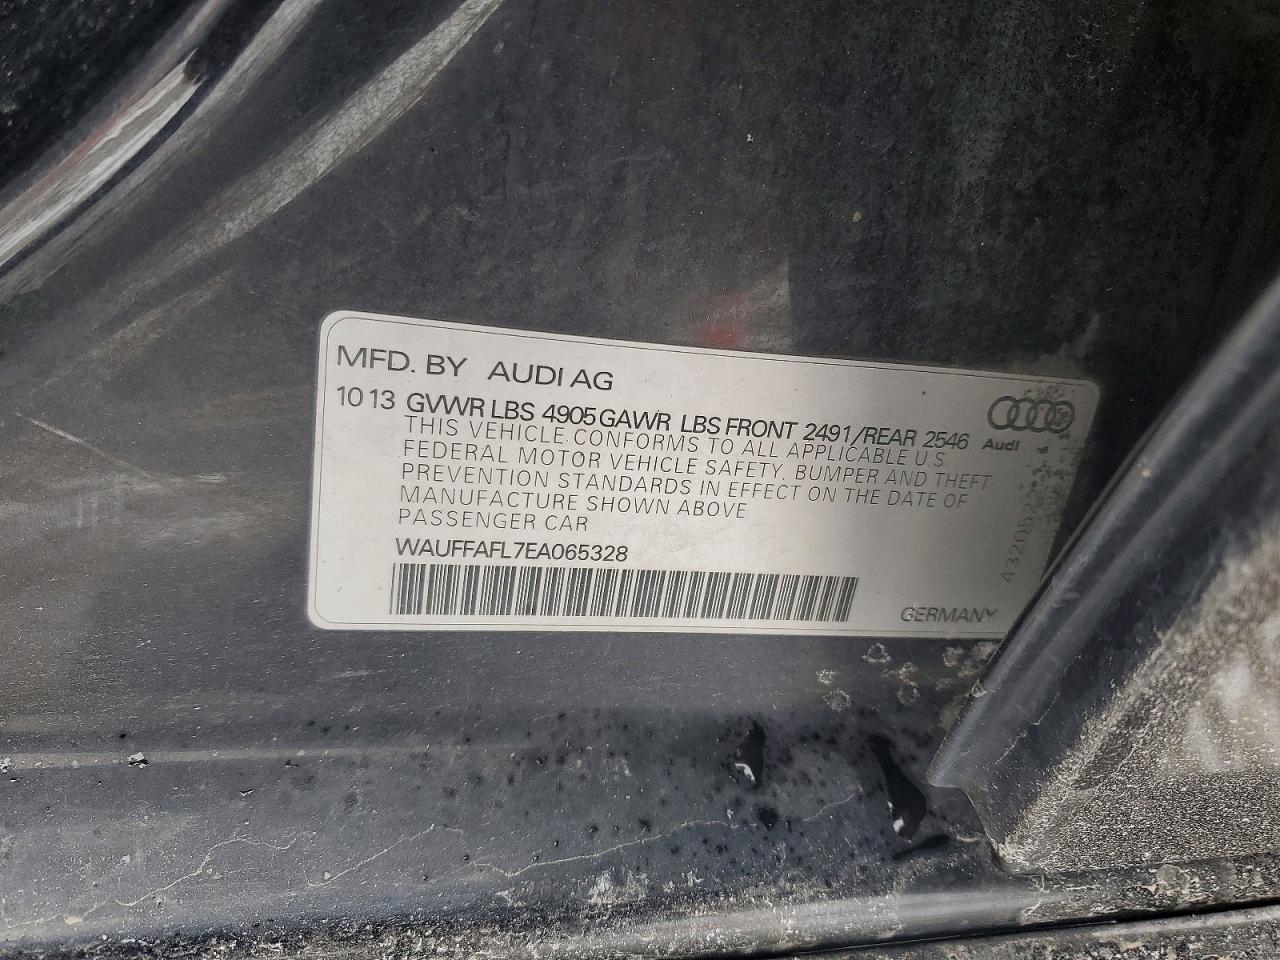 MFD. BY AUDI AG
10 13 GVWR LBS 4905 GAWR LBS FRONT 2491/REAR 2546
Audi
THIS VEHICLE CONFORMS TO ALL APPLICABLE U.S.
FEDERAL MOTOR VEHICLE SAFETY, BUMPER AND THEFT
PREVENTION STANDARDS IN EFFECT ON THE DATE OF
MANUFACTURE SHOWN ABOVE
PASSENGER CAR
WAUFFAFL7EA065328
GERMANY